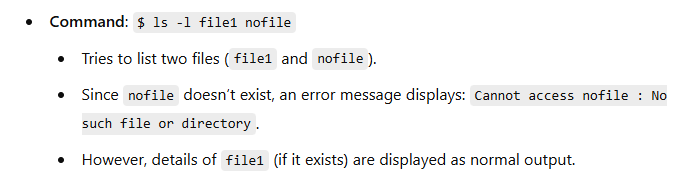 • Command: $ ls -l file1 nofile
• Tries to list two files ( file1 and nofile ).
• Since nofile doesn’t exist, an error message displays: Cannot access nofile : No
such file or directory .
• However, details of file1 (if it exists) are displayed as normal output.